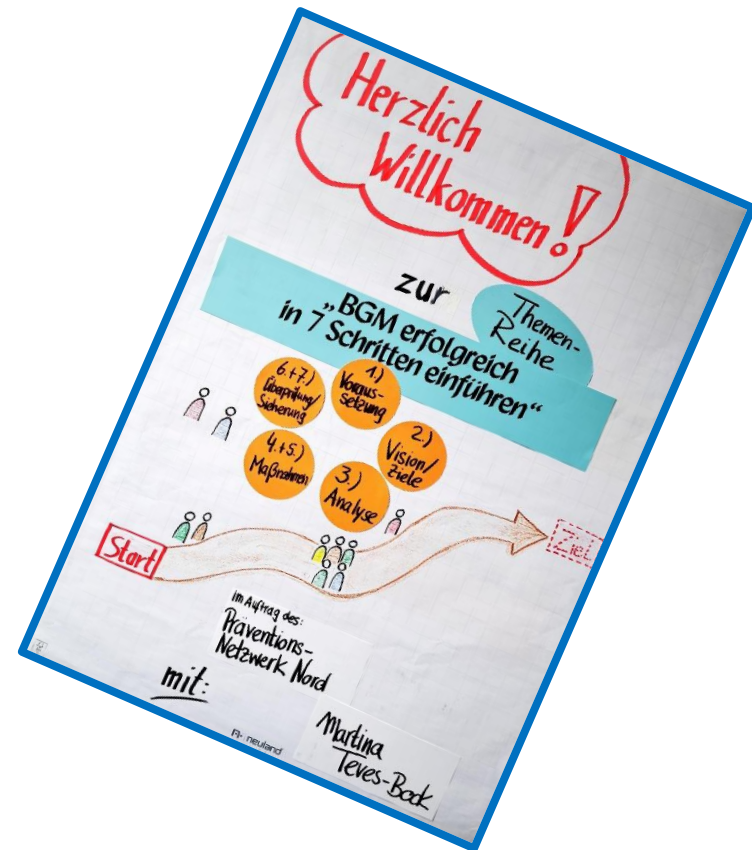 Herzlich
Willkommen!
zur
Themen-
Reihe
„BGM erfolgreich
in 7 Schritten einführen“
6.+7.)
Überprüfung/
Sicherung
1.)
Voraus-
setzung
2.)
Vision/
Ziele
4.+5.)
Maßnahmen
3.)
Analyse
Start
Ziel
im Auftrag des:
Präventions-
Netzwerk Nord
mit:
neuland
Martina
Teves-Bock